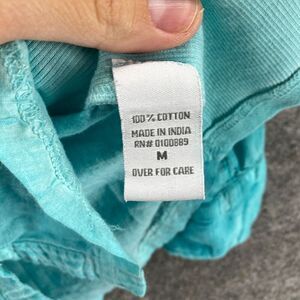 100% COTTON
MADE IN INDIA
RN# 0100889
M
OVER FOR CARE